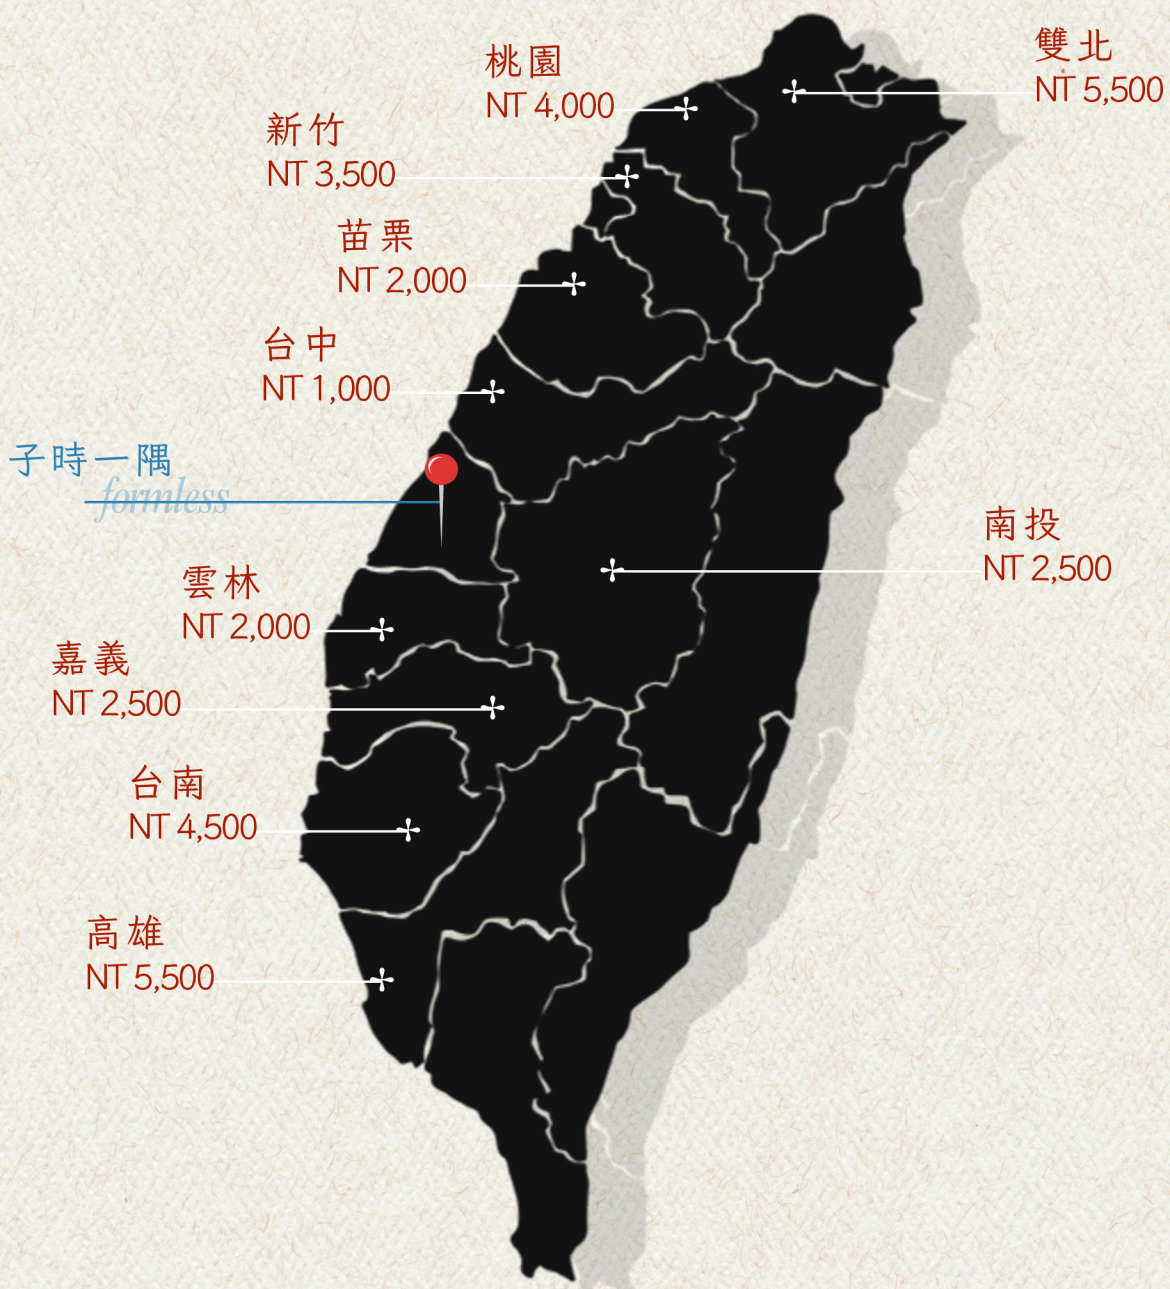 雙北
NT 5,500
桃園
NT 4,000
新竹
NT 3,500
苗栗
NT 2,000
台中
NT 1,000
子時一隅
formless
南投
NT 2,500
雲林
NT 2,000
嘉義
NT 2,500
台南
NT 4,500
高雄
NT 5,500